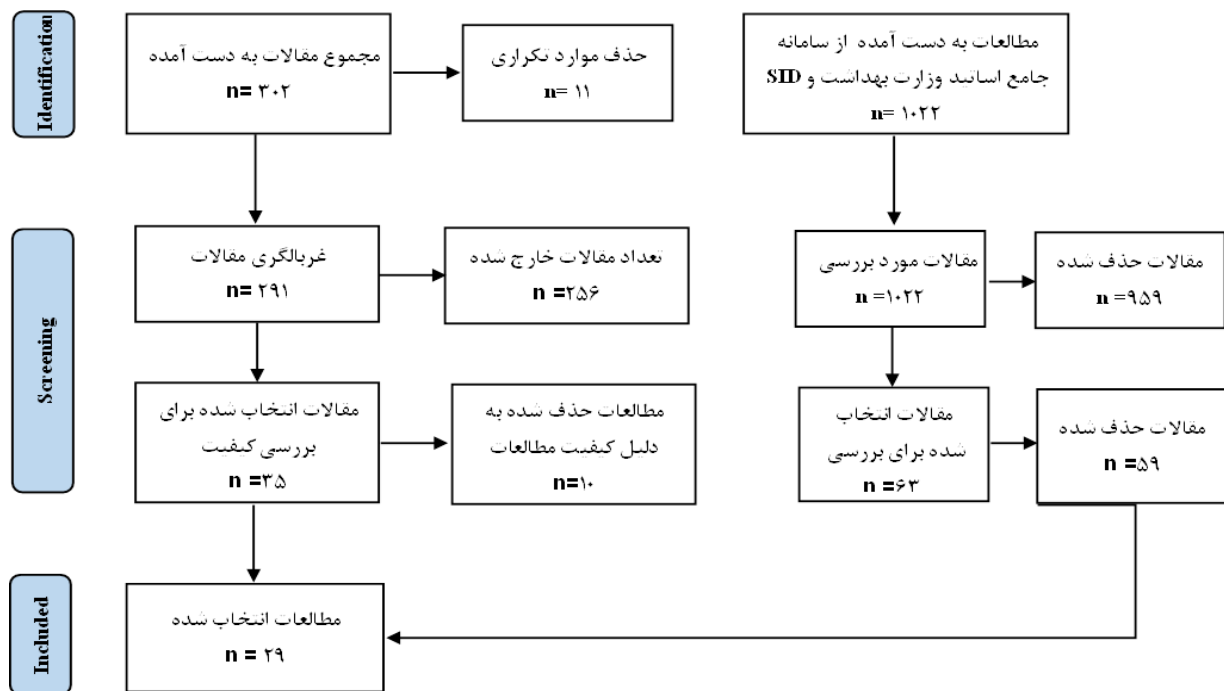 Identification
مجموع مقالات به دست آمده
n= ۳۰۲
حذف موارد تکراری
n= ۱۱
مطالعات به دست آمده از سامانه
جامع اساتید وزارت بهداشت و SID
n= ۱۰۲۲
Screening
غربالگری مقالات
n= ۲۹۱
تعداد مقالات خارج شده
n =۲۵۶
مقالات مورد بررسی
n =۱۰۲۲
مقالات حذف شده
n =۹۵۹
مقالات انتخاب شده برای
بررسی کیفیت
n =۳۵
مطالعات حذف شده به
دلیل کیفیت مطالعات
n=۱۰
مقالات انتخاب
شده برای بررسی
n =۶۳
مقالات حذف شده
n =۵۹
Included
مطالعات انتخاب شده
n = ۲۹